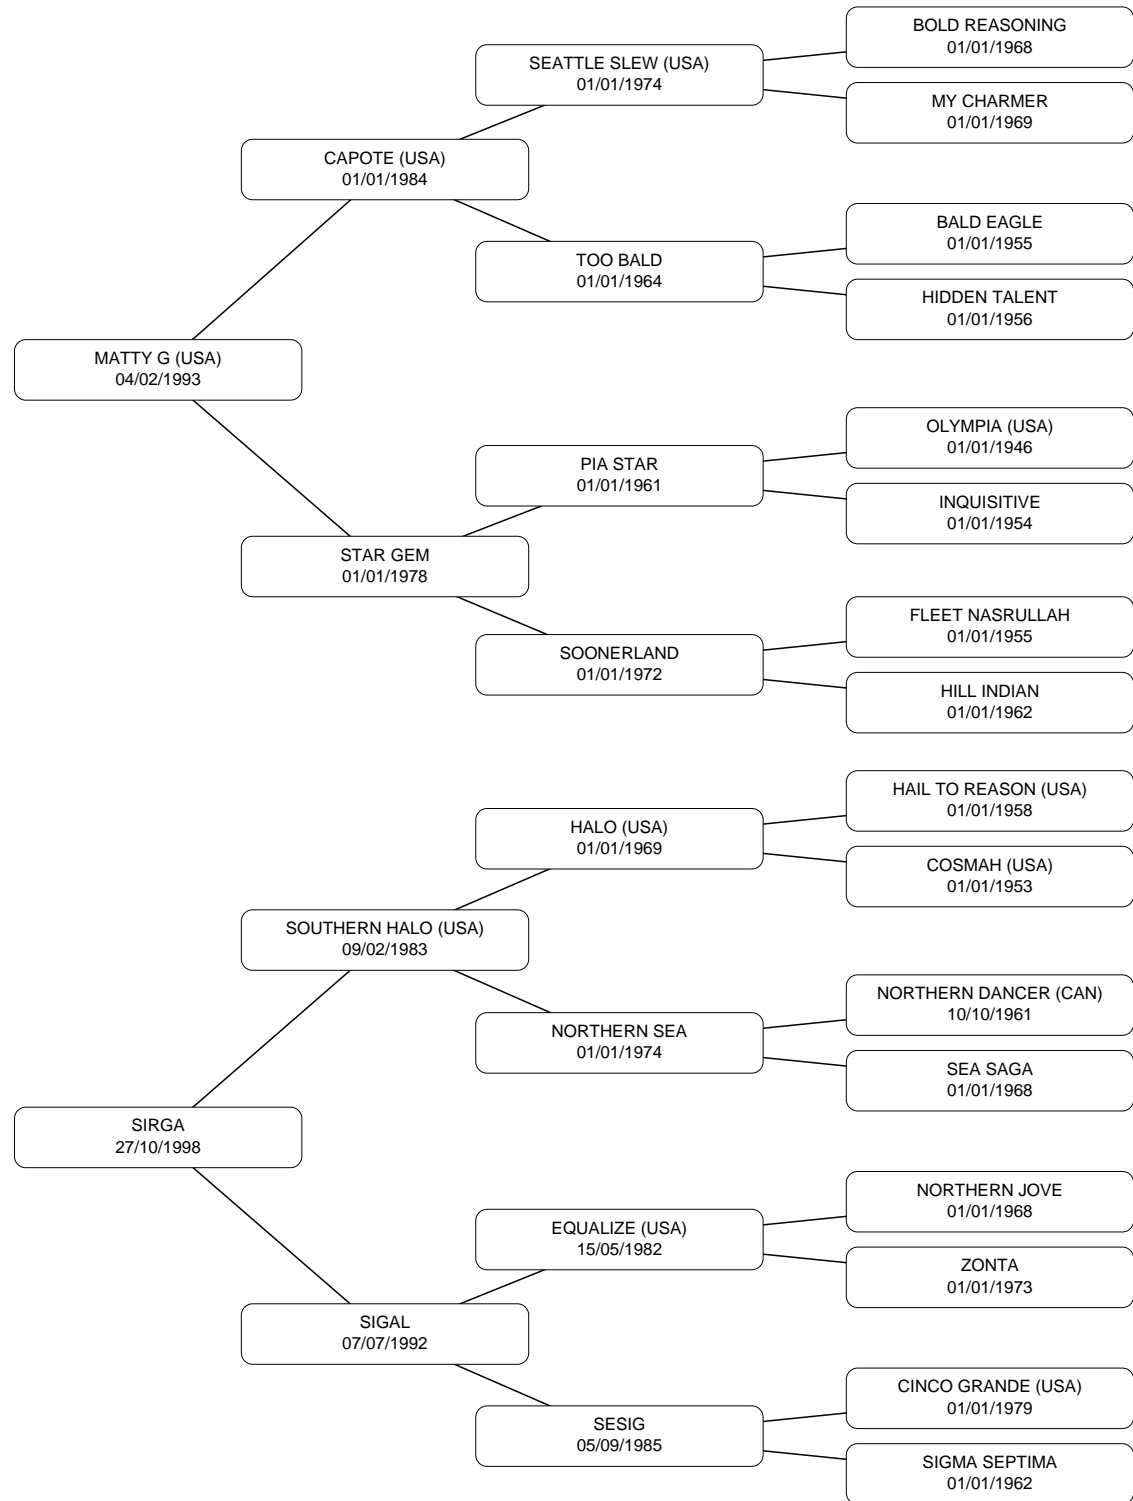 BOLD REASONING
01/01/1968
SEATTLE SLEW (USA)
01/01/1974
MY CHARMER
01/01/1969
CAPOTE (USA)
01/01/1984
BALD EAGLE
01/01/1955
TOO BALD
01/01/1964
HIDDEN TALENT
01/01/1956
MATTY G (USA)
04/02/1993
OLYMPIA (USA)
01/01/1946
PIA STAR
01/01/1961
INQUISITIVE
01/01/1954
STAR GEM
01/01/1978
FLEET NASRULLAH
01/01/1955
SOONERLAND
01/01/1972
HILL INDIAN
01/01/1962
HAIL TO REASON (USA)
01/01/1958
HALO (USA)
01/01/1969
COSMAH (USA)
01/01/1953
SOUTHERN HALO (USA)
09/02/1983
NORTHERN DANCER (CAN)
10/10/1961
NORTHERN SEA
01/01/1974
SEA SAGA
01/01/1968
SIRGA
27/10/1998
NORTHERN JOVE
01/01/1968
EQUALIZE (USA)
15/05/1982
ZONTA
01/01/1973
SIGAL
07/07/1992
CINCO GRANDE (USA)
01/01/1979
SESIG
05/09/1985
SIGMA SEPTIMA
01/01/1962